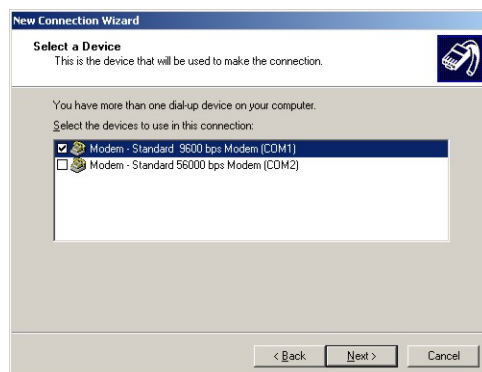 New Connection Wizard
Select a Device
This is the device that will be used to make the connection.
You have more than one dial-up device on your computer.
Select the devices to use in this connection:
Modem - Standard 9600 bps Modem (COM1)
Modem - Standard 56000 bps Modem (COM2)
< Back Next > Cancel